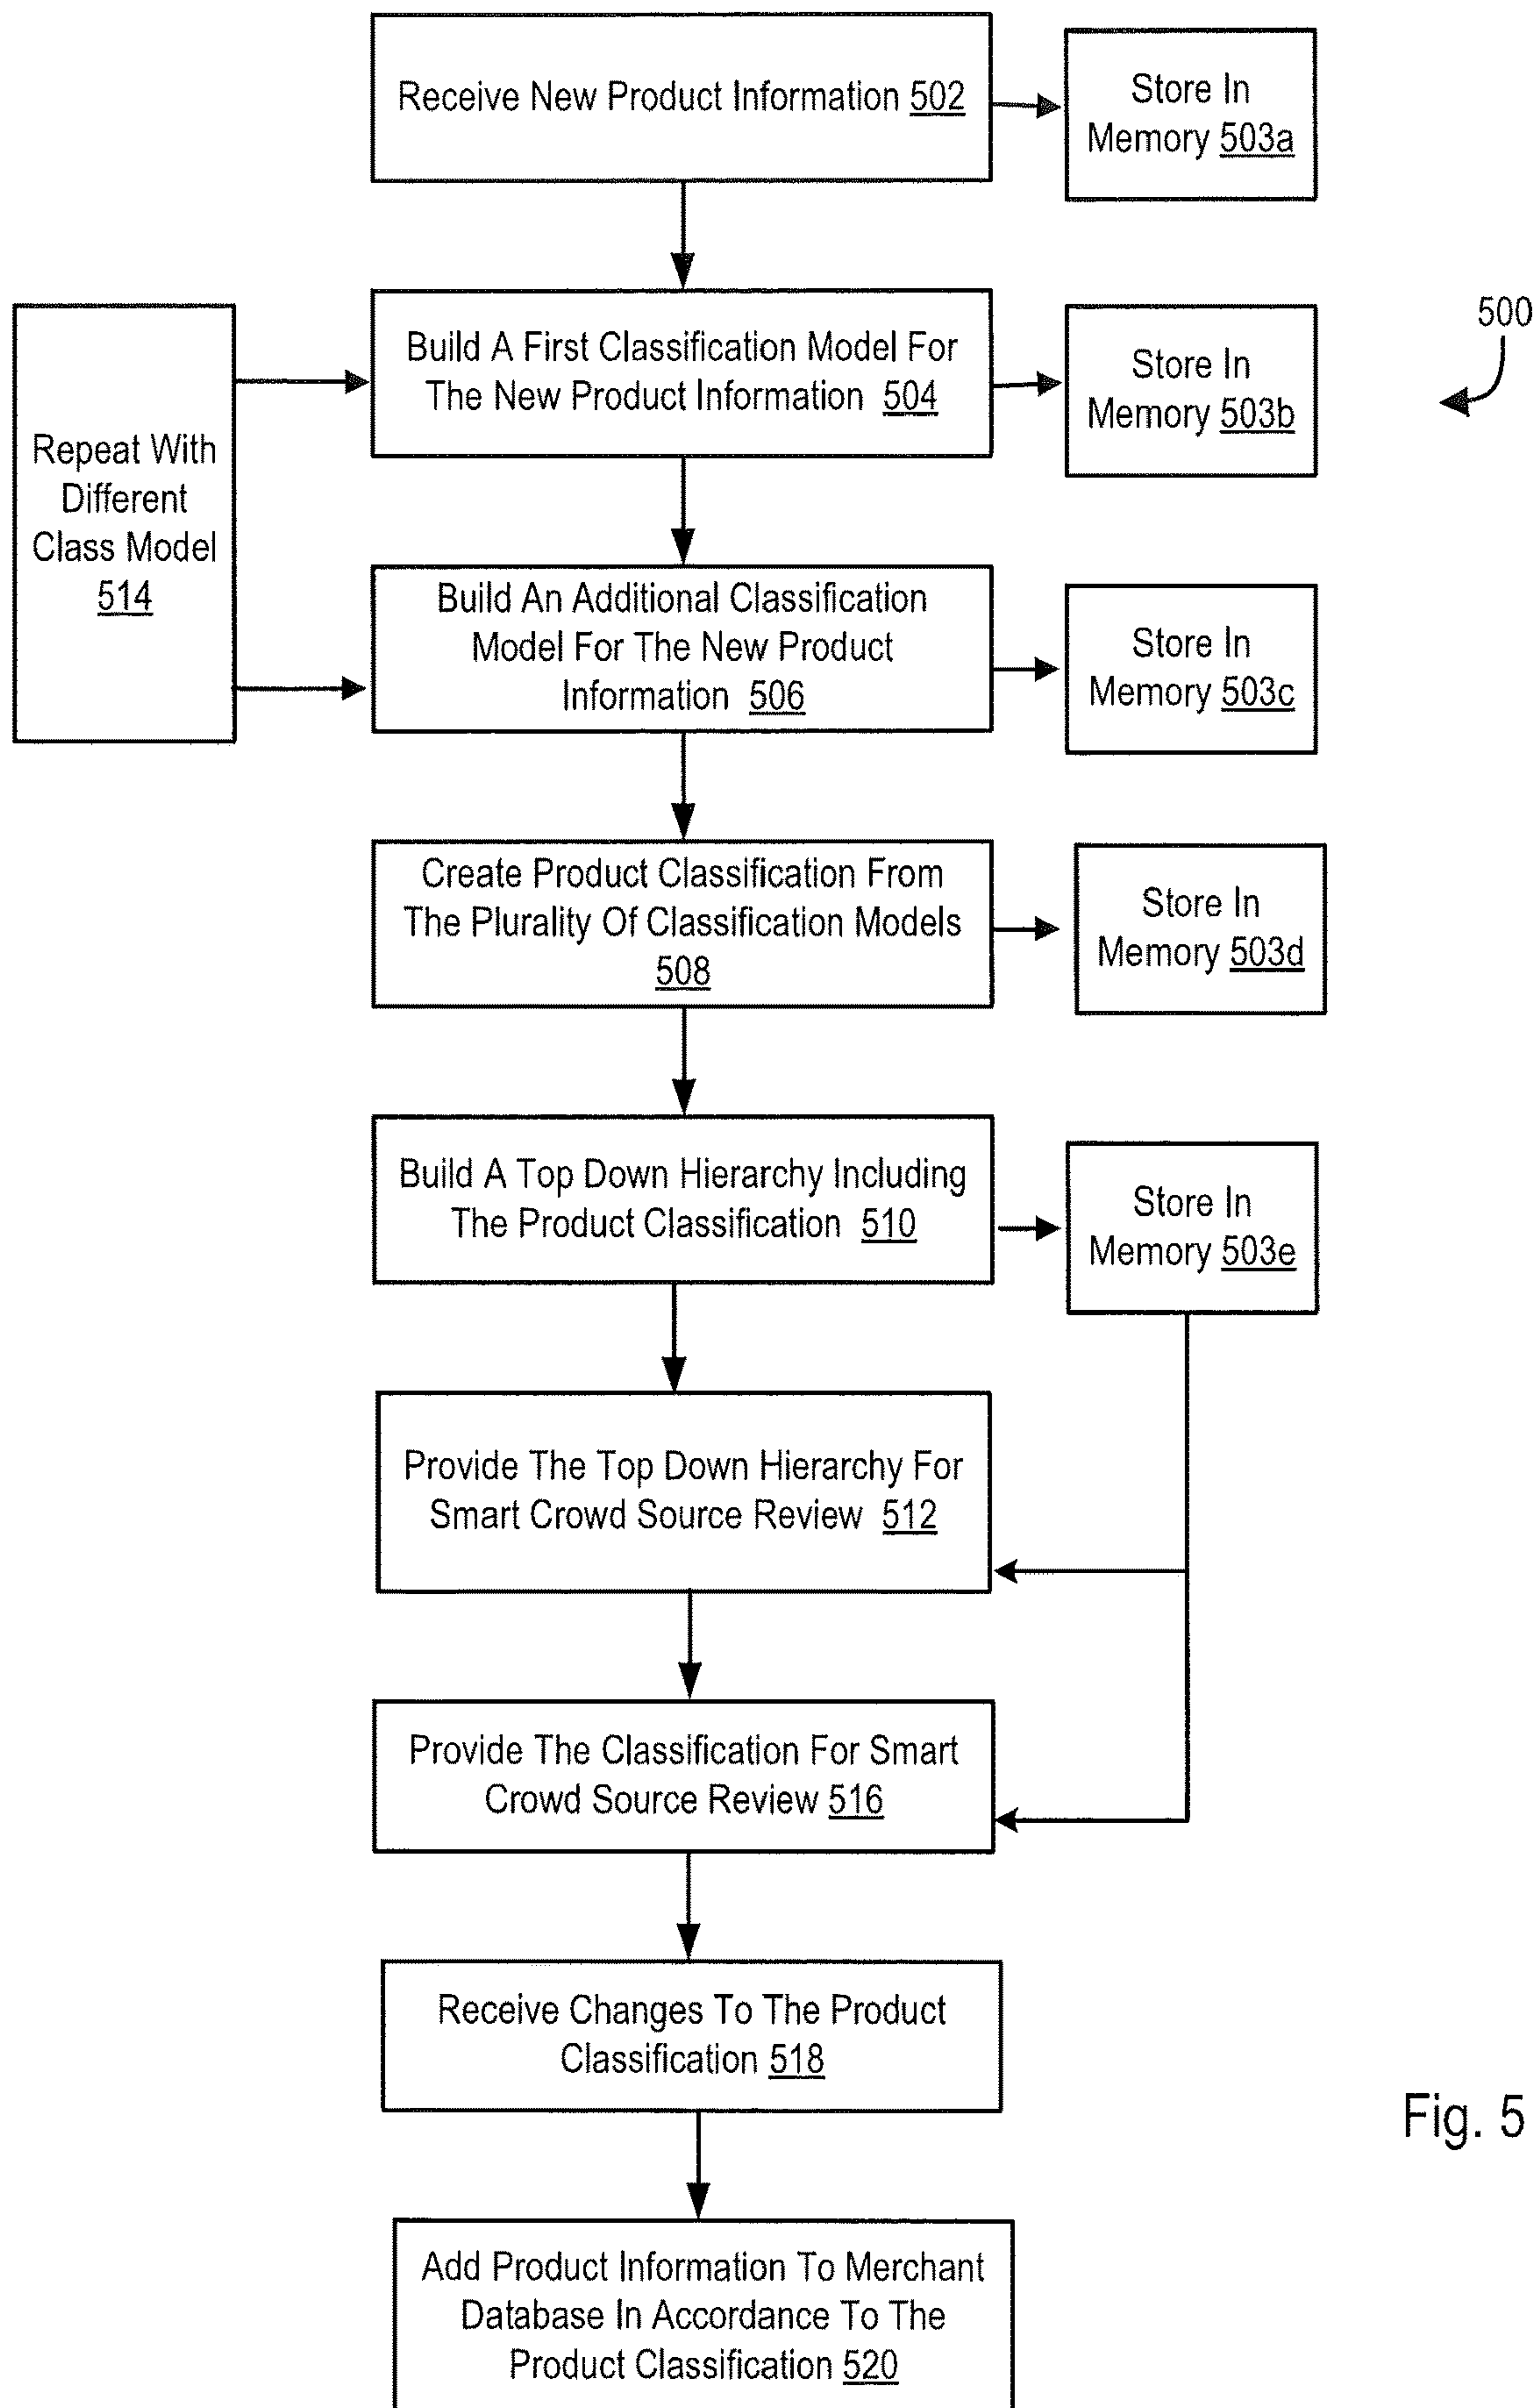 Receive New Product Information 502
Store In
Memory 503a
Build A First Classification Model For
The New Product Information 504
Store In
Memory 503b
500
Repeat With
Different
Class Model
514
Build An Additional Classification
Model For The New Product
Information 506
Store In
Memory 503c
Create Product Classification From
The Plurality Of Classification Models
508
Store In
Memory 503d
Build A Top Down Hierarchy Including
The Product Classification 510
Store In
Memory 503e
Provide The Top Down Hierarchy For
Smart Crowd Source Review 512
Provide The Classification For Smart
Crowd Source Review 516
Receive Changes To The Product
Classification 518
Fig. 5
Add Product Information To Merchant
Database In Accordance To The
Product Classification 520